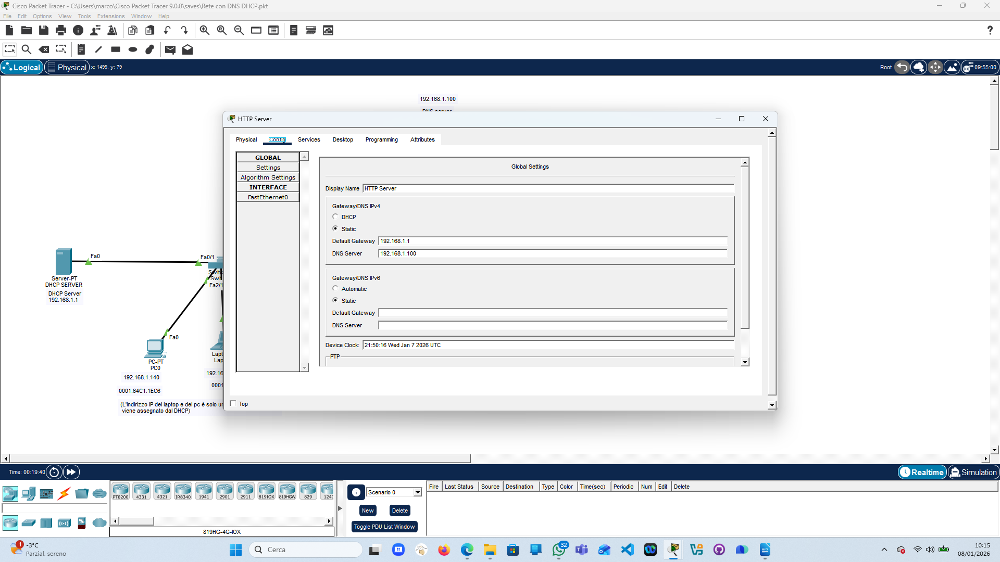 Cisco Packet Tracer - C:\Users\marco\Cisco Packet Tracer 9.0.0\saves\Rete con DNS DHCP.pkt
File Edit Options View Tools Extensions Window Help
?
Logical Physical x: 1499, y: 79 Root 09:55:00
192.168.1.100
DNS server
HTTP Server
Physical Config Services Desktop Programming Attributes
GLOBAL
Settings
Algorithm Settings
INTERFACE
FastEthernet0
Global Settings
Display Name HTTP Server
Gateway/DNS IPv4
DHCP
Static
Default Gateway 192.168.1.1
DNS Server 192.168.1.100
Gateway/DNS IPv6
Automatic
Static
Default Gateway
DNS Server
Device Clock: 21:50:16 Wed Jan 7 2026 UTC
PTP
Top
Fa0
Fa0/1
Server-PT
DHCP SERVER
DHCP Server
192.168.1.1
Switc
Swi
Fa2/1
Fa0
PC-PT
PC0
192.168.1.140
0001.64C1.1EC6
Lapt
Lap
192.16
0001
(L'indirizzo IP del laptop e del pc è solo un
viene assegnato dal DHCP)
Time: 00:19:40 Realtime Simulation
PT8200 4331 4321 IR8340 1941 2901 2911 819IOX 819HGW 829 1240
819HG-4G-IOX
Scenario 0
New Delete
Toggle PDU List Window
Fire Last Status Source Destination Type Color Time(sec) Periodic Num Edit Delete
1
-3°C
Parzial. sereno
Cerca
32
10:15
08/01/2026